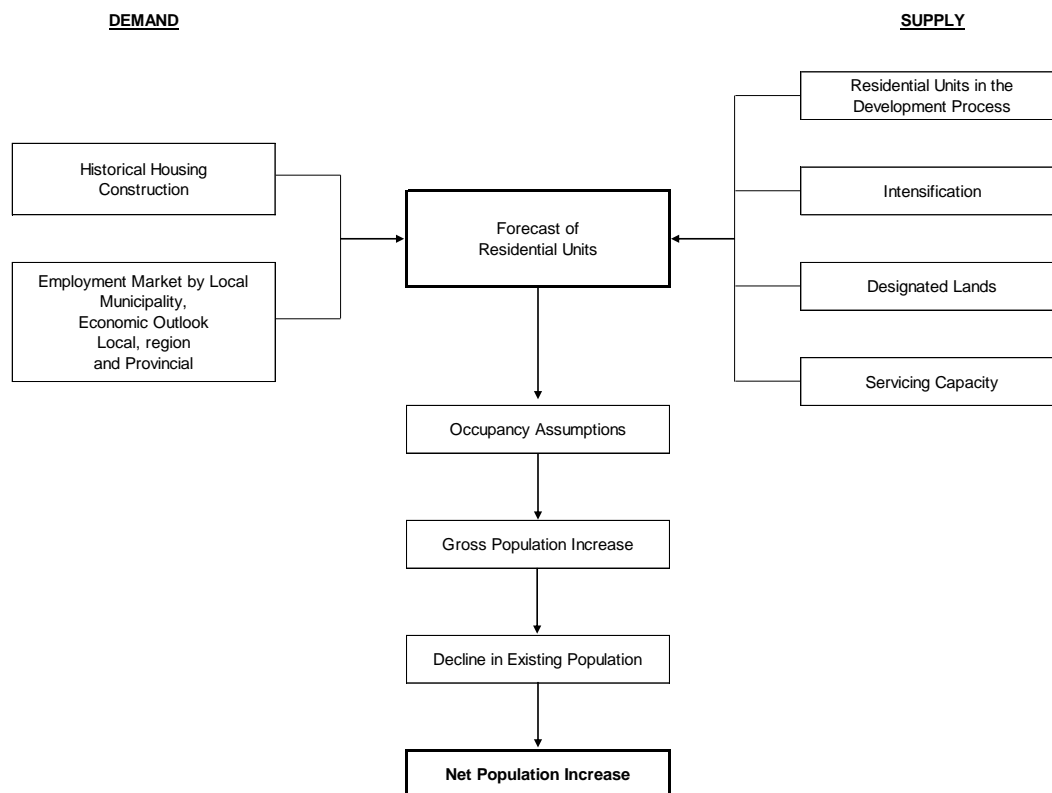 DEMAND
SUPPLY
Residential Units in the
Development Process
Historical Housing
Construction
Intensification
Forecast of
Residential Units
Employment Market by Local
Municipality,
Economic Outlook
Local, region
and Provincial
Designated Lands
Servicing Capacity
Occupancy Assumptions
Gross Population Increase
Decline in Existing Population
Net Population Increase